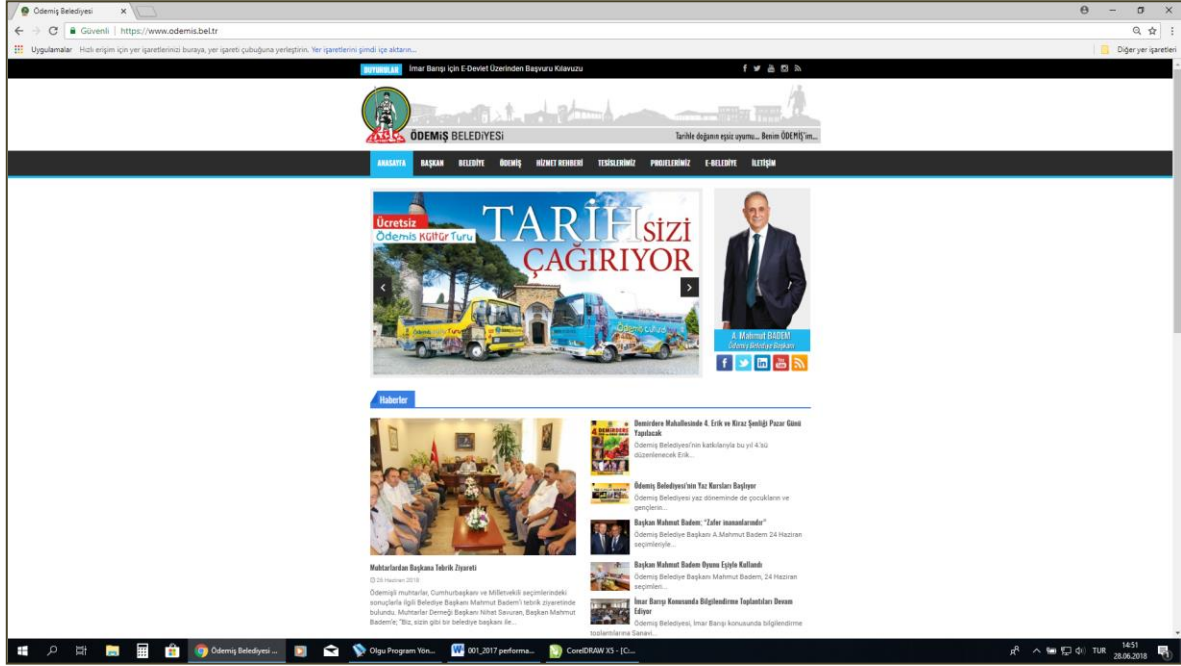 Ödemiş Belediyesi
Güvenli | https://www.odemis.bel.tr
Uygulamalar Hızlı erişim için yer işaretlerinizi buraya, yer işareti çubuğuna yerleştirin. Yer işaretlerini şimdi içe aktarın...
Diğer yer işaretleri
DUYURULAR İmar Barışı için E-Devlet Üzerinden Başvuru Kılavuzu
ÖDEMİŞ BELEDİYESİ
Tarihle doğanın eşsiz uyumu... Benim ÖDEMİŞ'im...
ANASAYFA BAŞKAN BELEDİYE ÖDEMİŞ HİZMET REHBERİ TESİSLERİMİZ PROJELERİMİZ E-BELEDİYE İLETİŞİM
Ücretsiz
Ödemiş Kültür Turu
TARİH SİZİ
ÇAĞIRIYOR
A. Mahmut BADEM
Ödemiş Belediye Başkanı
Haberler
Muhtarlardan Başkana Tebrik Ziyareti
26 Haziran 2018
Ödemişli muhtarlar, Cumhurbaşkanı ve Milletvekili seçimlerindeki
sonuçlarla ilgili Belediye Başkanı Mahmut Badem'i tebrik ziyaretinde
bulundu. Muhtarlar Derneği Başkanı Nihat Savuran, Başkan Mahmut
Badem'e; "Biz, sizin gibi bir belediye başkanı ile...
Demirdere Mahallesinde 4. Erik ve Kiraz Şenliği Pazar Günü
Yapılacak
Ödemiş Belediyesi'nin katkılarıyla bu yıl 4.'sü
düzenlenecek Erik...
Ödemiş Belediyesi'nin Yaz Kursları Başlıyor
Ödemiş Belediyesi yaz döneminde de çocukların ve
gençlerin...
Başkan Mahmut Badem; "Zafer inananlarındır"
Ödemiş Belediye Başkanı A.Mahmut Badem 24 Haziran
seçimleriyle...
Başkan Mahmut Badem Oyunu Eşiyle Kullandı
Ödemiş Belediye Başkanı Mahmut Badem, 24 Haziran
seçimleri...
İmar Barışı Konusunda Bilgilendirme Toplantıları Devam
Ediyor
Ödemiş Belediyesi, İmar Barışı konusunda bilgilendirme
toplantılarına Sanayi...
Ödemiş Belediyesi ...
Olgu Program Yön...
001_2017 performa...
CorelDRAW X5 - [C:...
TUR
14:51
28.06.2018